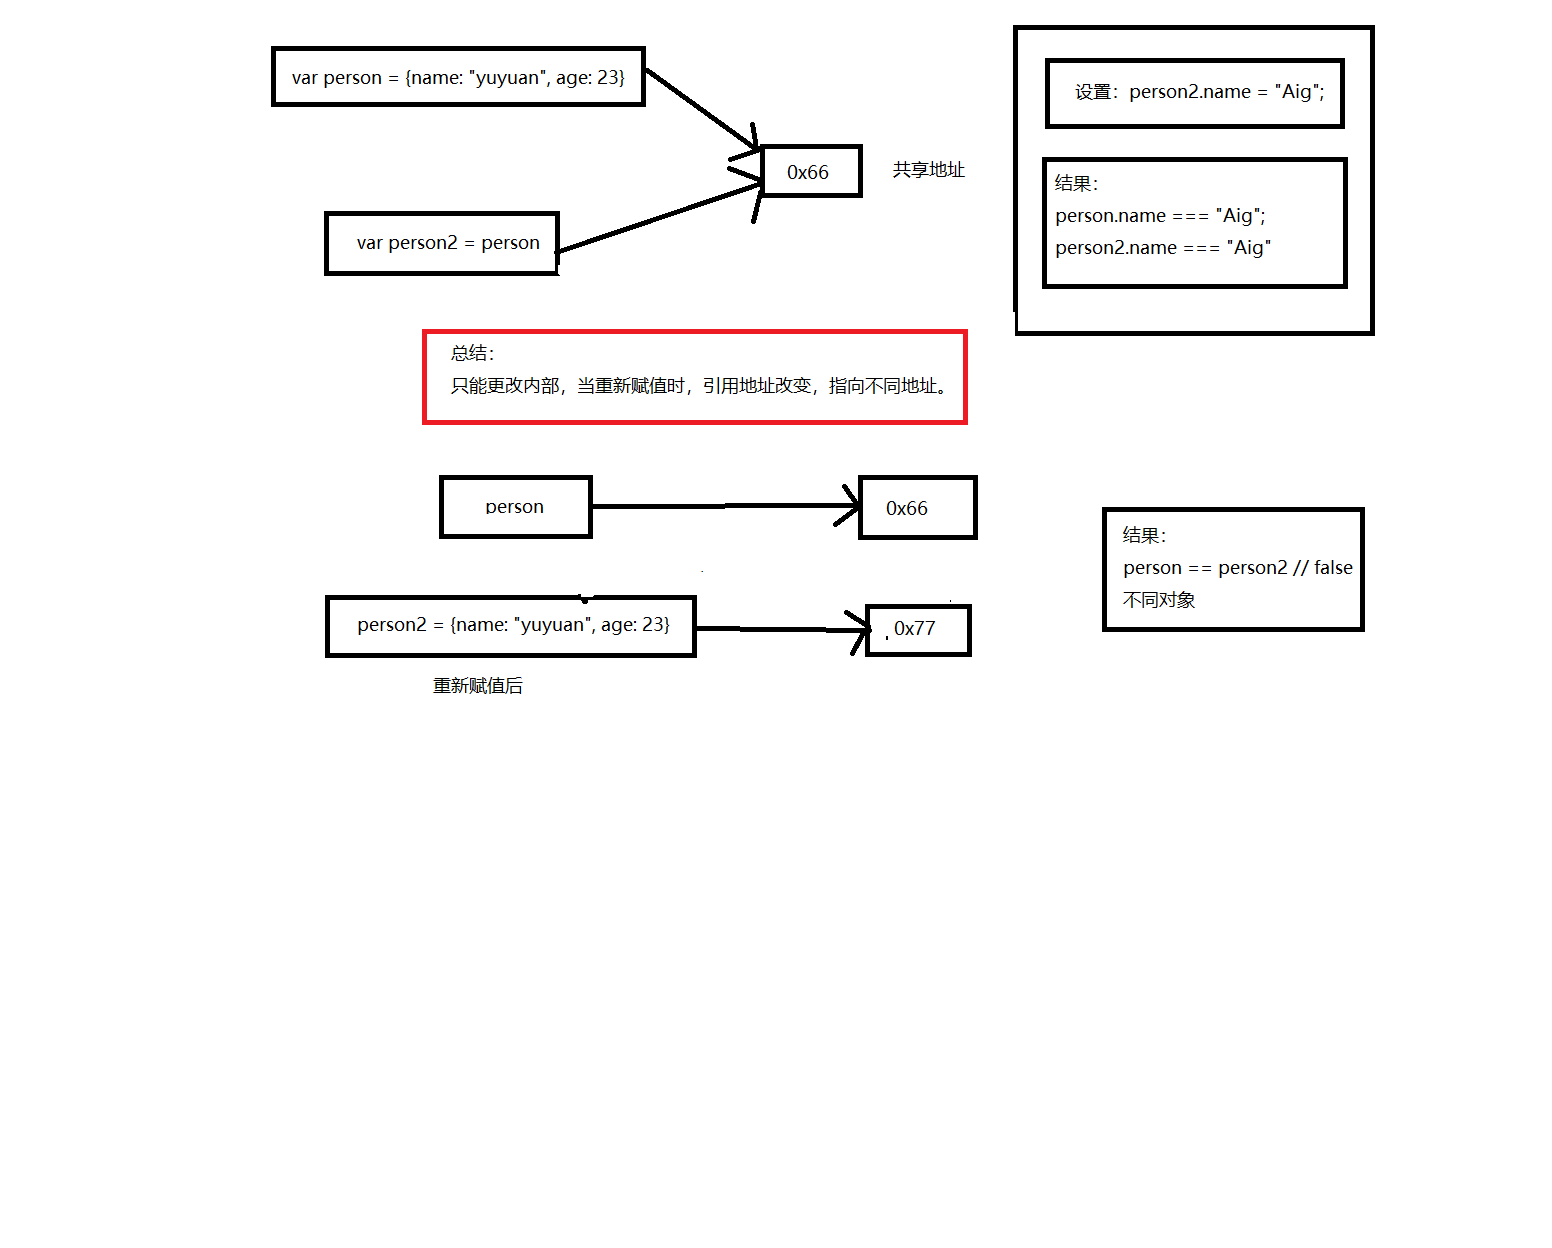 var person = {name: "yuyuan", age: 23}
设置：person2.name = "Aig";
0x66
共享地址
结果：
person.name === "Aig";
person2.name === "Aig"
var person2 = person
总结：
只能更改内部，当重新赋值时，引用地址改变，指向不同地址。
person
0x66
结果：
person == person2 // false
不同对象
person2 = {name: "yuyuan", age: 23}
0x77
重新赋值后